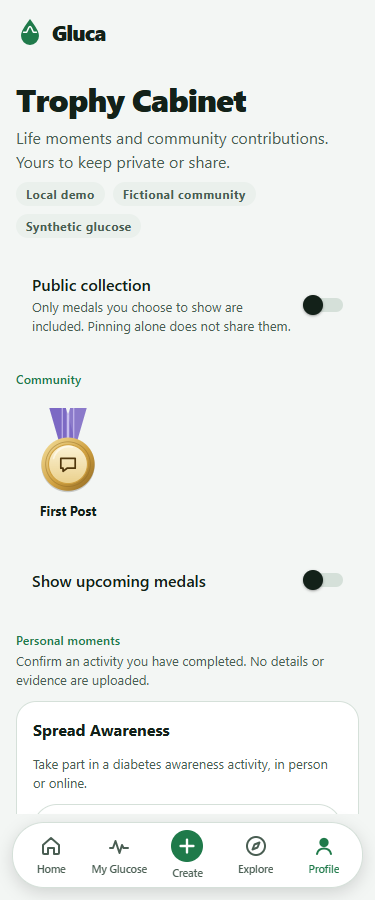 Gluca
Trophy Cabinet
Life moments and community contributions.
Yours to keep private or share.
Local demo
Fictional community
Synthetic glucose
Public collection
Only medals you choose to show are
included. Pinning alone does not share them.
Community
First Post
Show upcoming medals
Personal moments
Confirm an activity you have completed. No details or
evidence are uploaded.
Spread Awareness
Take part in a diabetes awareness activity, in person
or online.
Home
My Glucose
Create
Explore
Profile